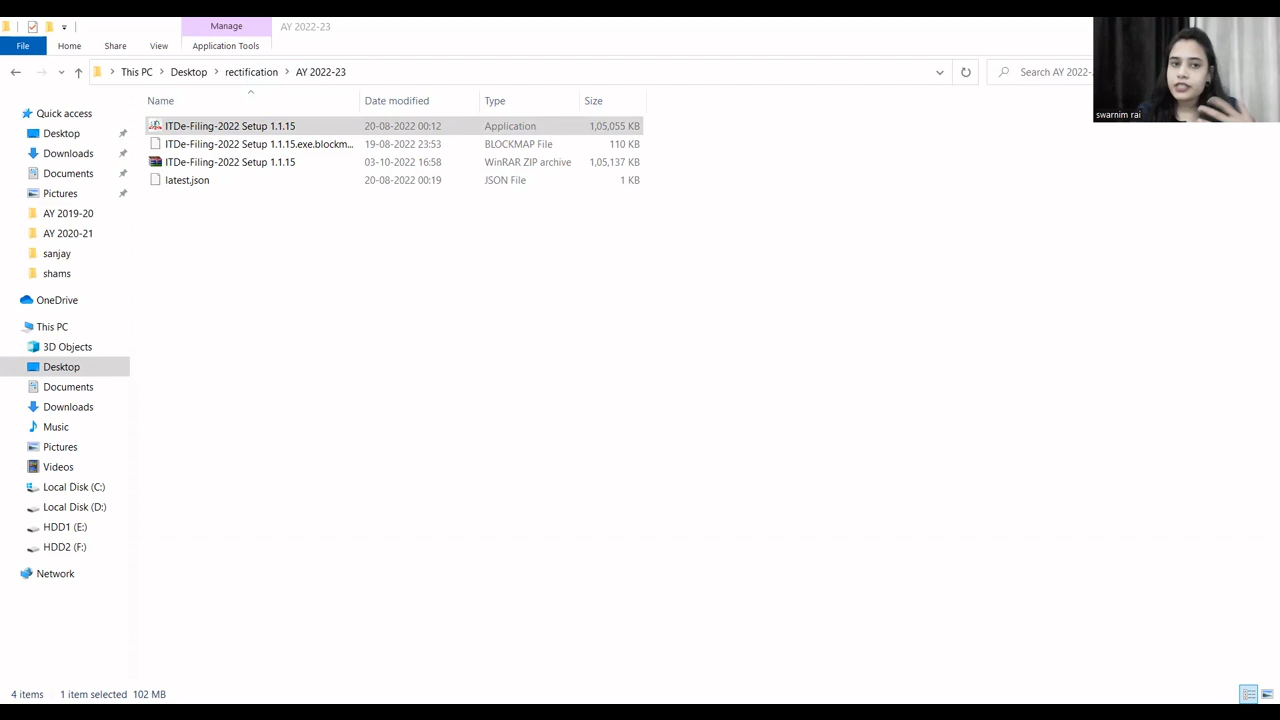 Manage
AY 2022-23
File
Home
Share
View
Application Tools
This PC
Desktop
rectification
AY 2022-23
Search AY 2022-
swarnim rai
Name
Date modified
Type
Size
ITDe-Filing-2022 Setup 1.1.15
20-08-2022 00:12
Application
1,05,055 KB
ITDe-Filing-2022 Setup 1.1.15.exe.blockm...
19-08-2022 23:53
BLOCKMAP File
110 KB
ITDe-Filing-2022 Setup 1.1.15
03-10-2022 16:58
WinRAR ZIP archive
1,05,137 KB
latest.json
20-08-2022 00:19
JSON File
1 KB
Quick access
Desktop
Downloads
Documents
Pictures
AY 2019-20
AY 2020-21
sanjay
shams
OneDrive
This PC
3D Objects
Desktop
Documents
Downloads
Music
Pictures
Videos
Local Disk (C:)
Local Disk (D:)
HDD1 (E:)
HDD2 (F:)
Network
4 items
1 item selected 102 MB